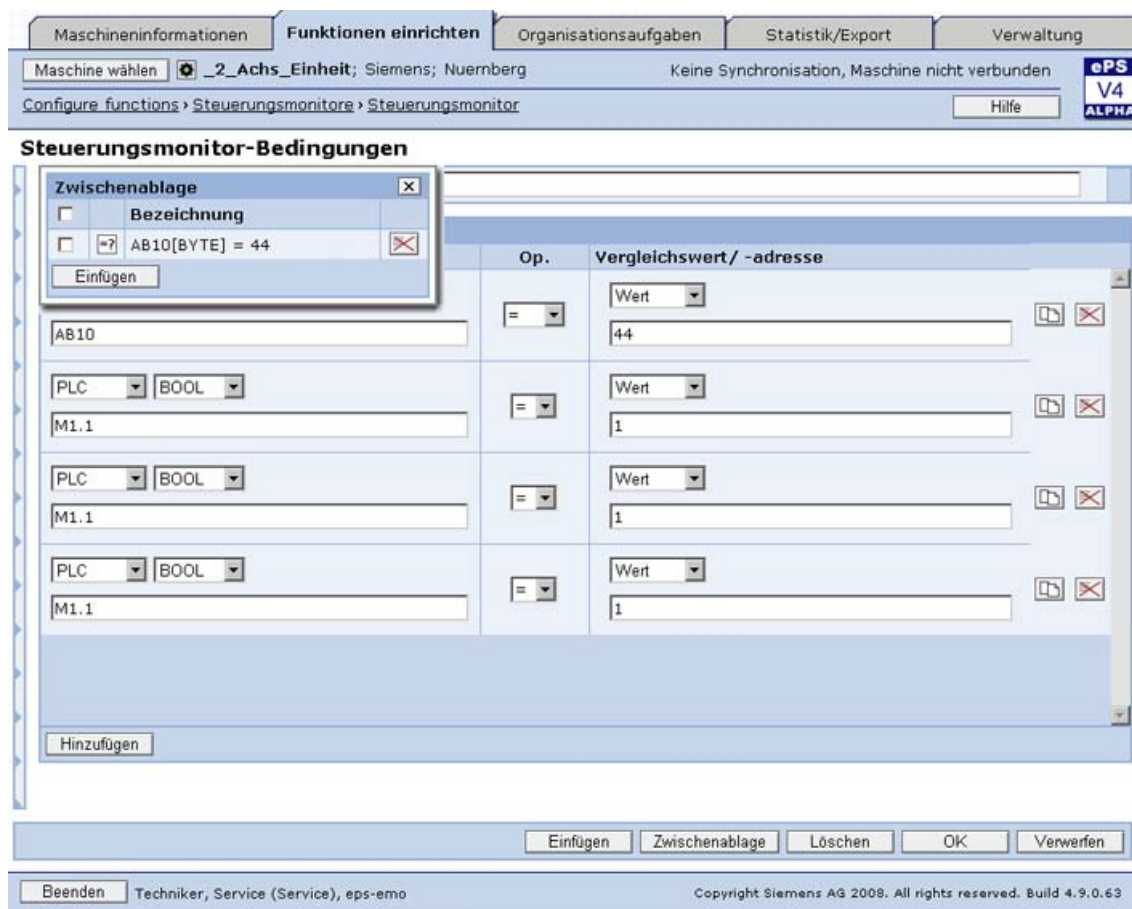 Maschineninformationen Funktionen einrichten Organisationsaufgaben Statistik/Export Verwaltung
Maschine wählen _2_Achs_Einheit; Siemens; Nuernberg Keine Synchronisation, Maschine nicht verbunden
ePS
V4
ALPHA
Configure functions › Steuerungsmonitore › Steuerungsmonitor Hilfe
Steuerungsmonitor-Bedingungen
Zwischenablage
Bezeichnung
=? AB10[BYTE] = 44
Einfügen
Op. Vergleichswert/ -adresse
Wert
=
AB10 44
PLC BOOL Wert
=
M1.1 1
PLC BOOL Wert
=
M1.1 1
PLC BOOL Wert
=
M1.1 1
Hinzufügen
Einfügen Zwischenablage Löschen OK Verwerfen
Beenden Techniker, Service (Service), eps-emo Copyright Siemens AG 2008. All rights reserved. Build 4.9.0.63